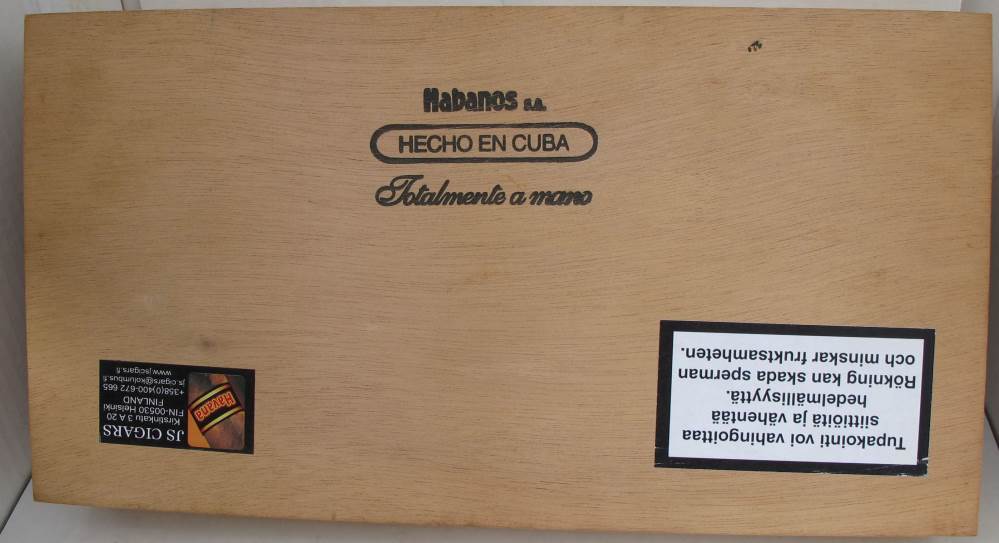 Habanos s.a.
HECHO EN CUBA
Totalmente a mano
JS CIGARS
Kirstinkatu 3 A 20
FIN-00530 Helsinki
FINLAND
+358(0)400-672 665
js.cigars@kolumbus.fi
www.jscigars.fi
Havana
Tupakointi voi vahingoittaa
siittiöitä ja vähentää
hedelmällisyyttä.
Rökning kan skada sperman
och minskar fruktsamheten.